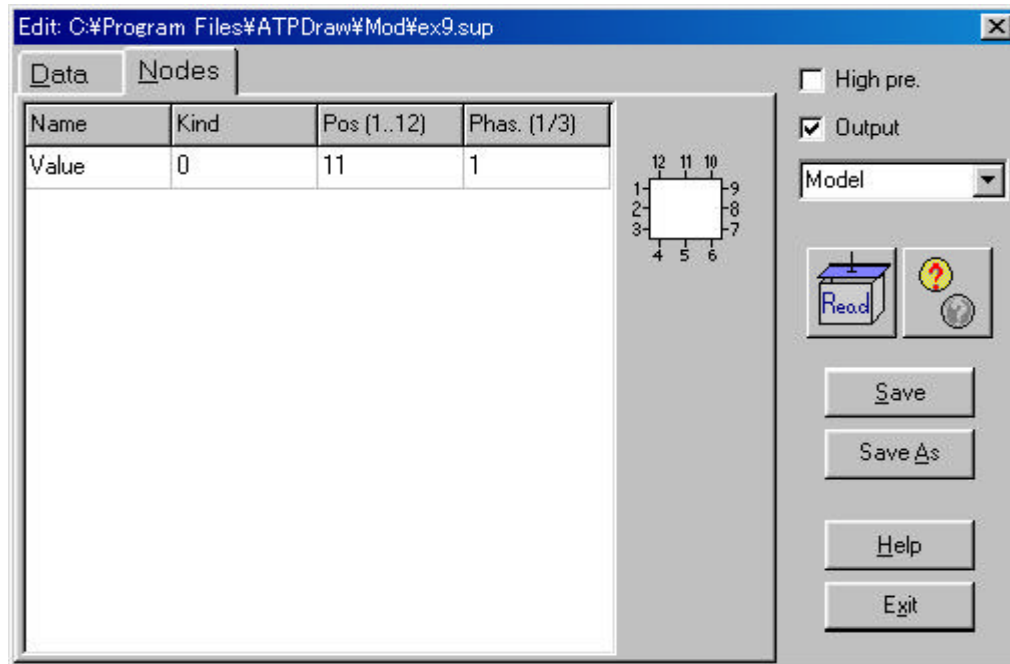 Edit: C:¥Program Files¥ATPDraw¥Mod¥ex9.sup
Data Nodes
High pre.
Output
Name Kind Pos (1..12) Phas. (1/3)
Value 0 11 1
12 11 10
1 9
2 8
3 7
4 5 6
Model
Read ?
Save
Save As
Help
Exit